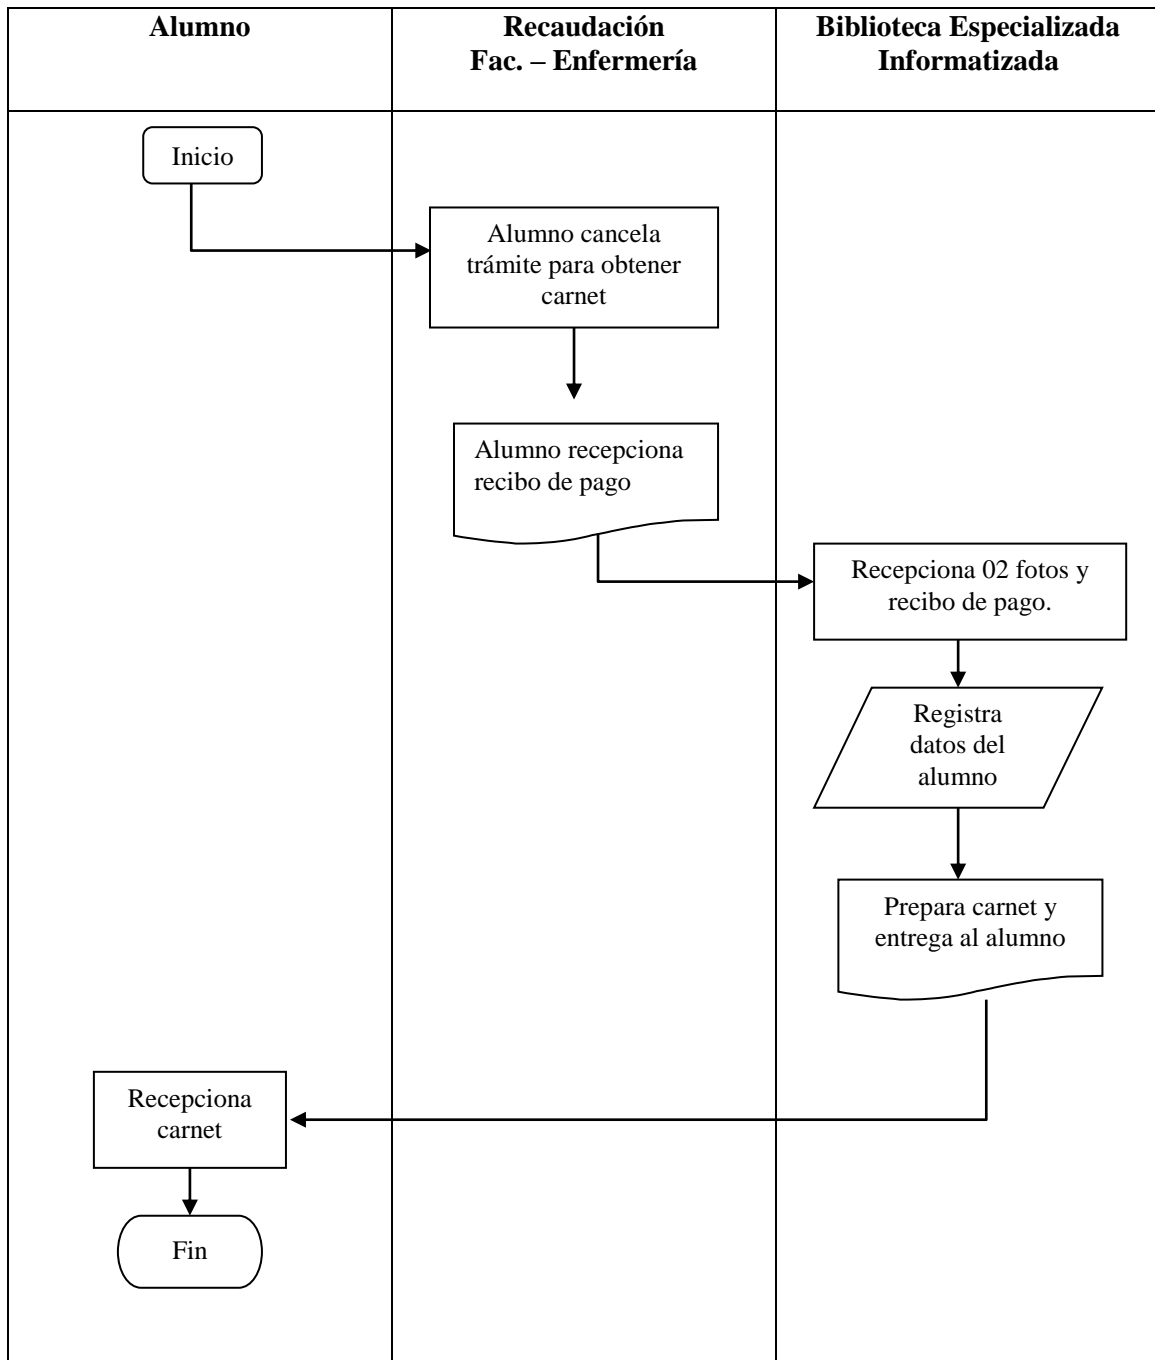 Alumno
Recaudación
Fac. – Enfermería
Biblioteca Especializada
Informatizada
Inicio
Alumno cancela
trámite para obtener
carnet
Alumno recepciona
recibo de pago
Recepciona 02 fotos y
recibo de pago.
Registra
datos del
alumno
Prepara carnet y
entrega al alumno
Recepciona
carnet
Fin